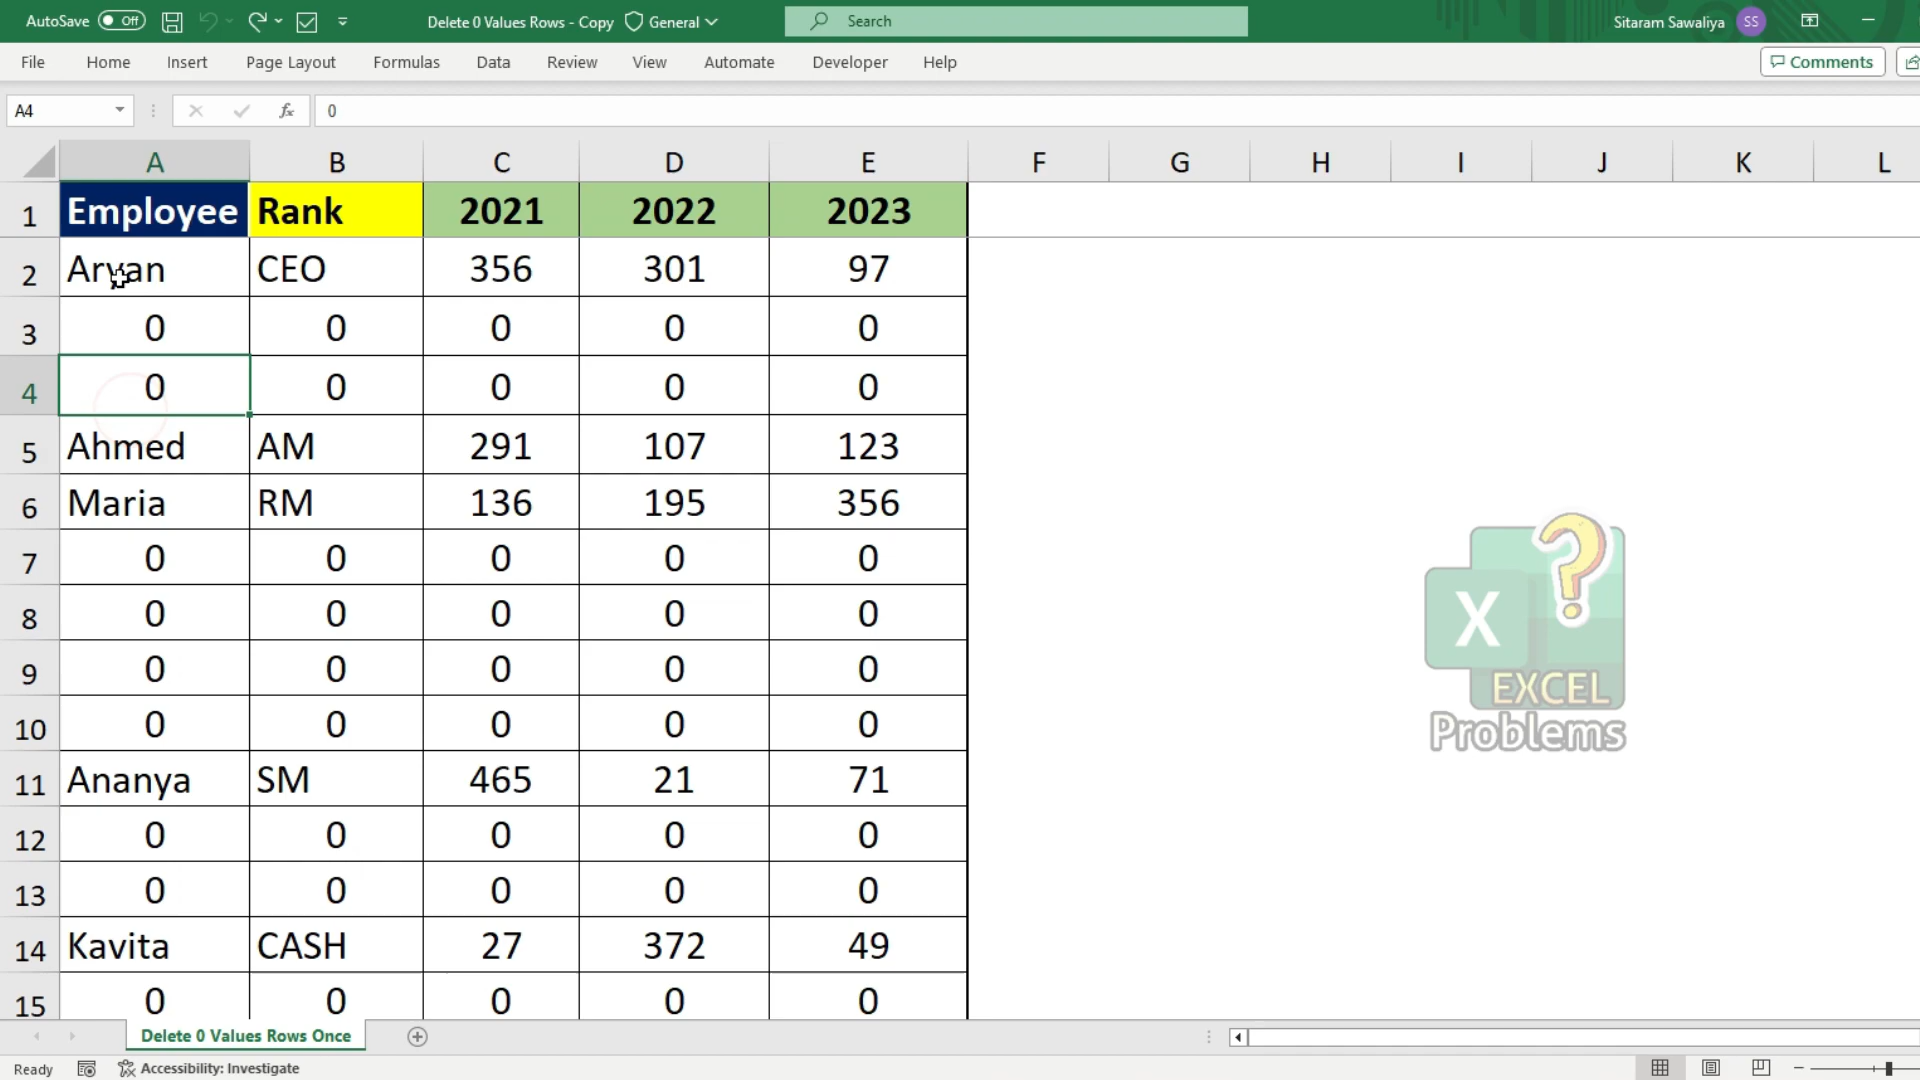 AutoSave Off Delete 0 Values Rows - Copy General Search Sitaram Sawaliya SS
File Home Insert Page Layout Formulas Data Review View Automate Developer Help Comments
A4 fx 0
A B C D E F G H I J K L
1 Employee Rank 2021 2022 2023
2 Aryan CEO 356 301 97
3 0 0 0 0 0
4 0 0 0 0 0
5 Ahmed AM 291 107 123
6 Maria RM 136 195 356
7 0 0 0 0 0
8 0 0 0 0 0
9 0 0 0 0 0
10 0 0 0 0 0
11 Ananya SM 465 21 71
12 0 0 0 0 0
13 0 0 0 0 0
14 Kavita CASH 27 372 49
15 0 0 0 0 0
X ?
EXCEL
Problems
Delete 0 Values Rows Once
Ready Accessibility: Investigate